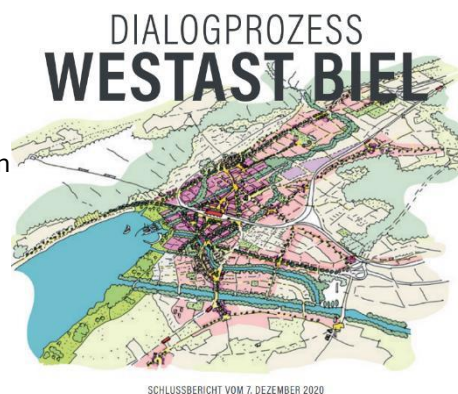 DIALOGPROZESS
WESTAST BIEL
n
SCHLUSSBERICHT VOM 7. DEZEMBER 2020